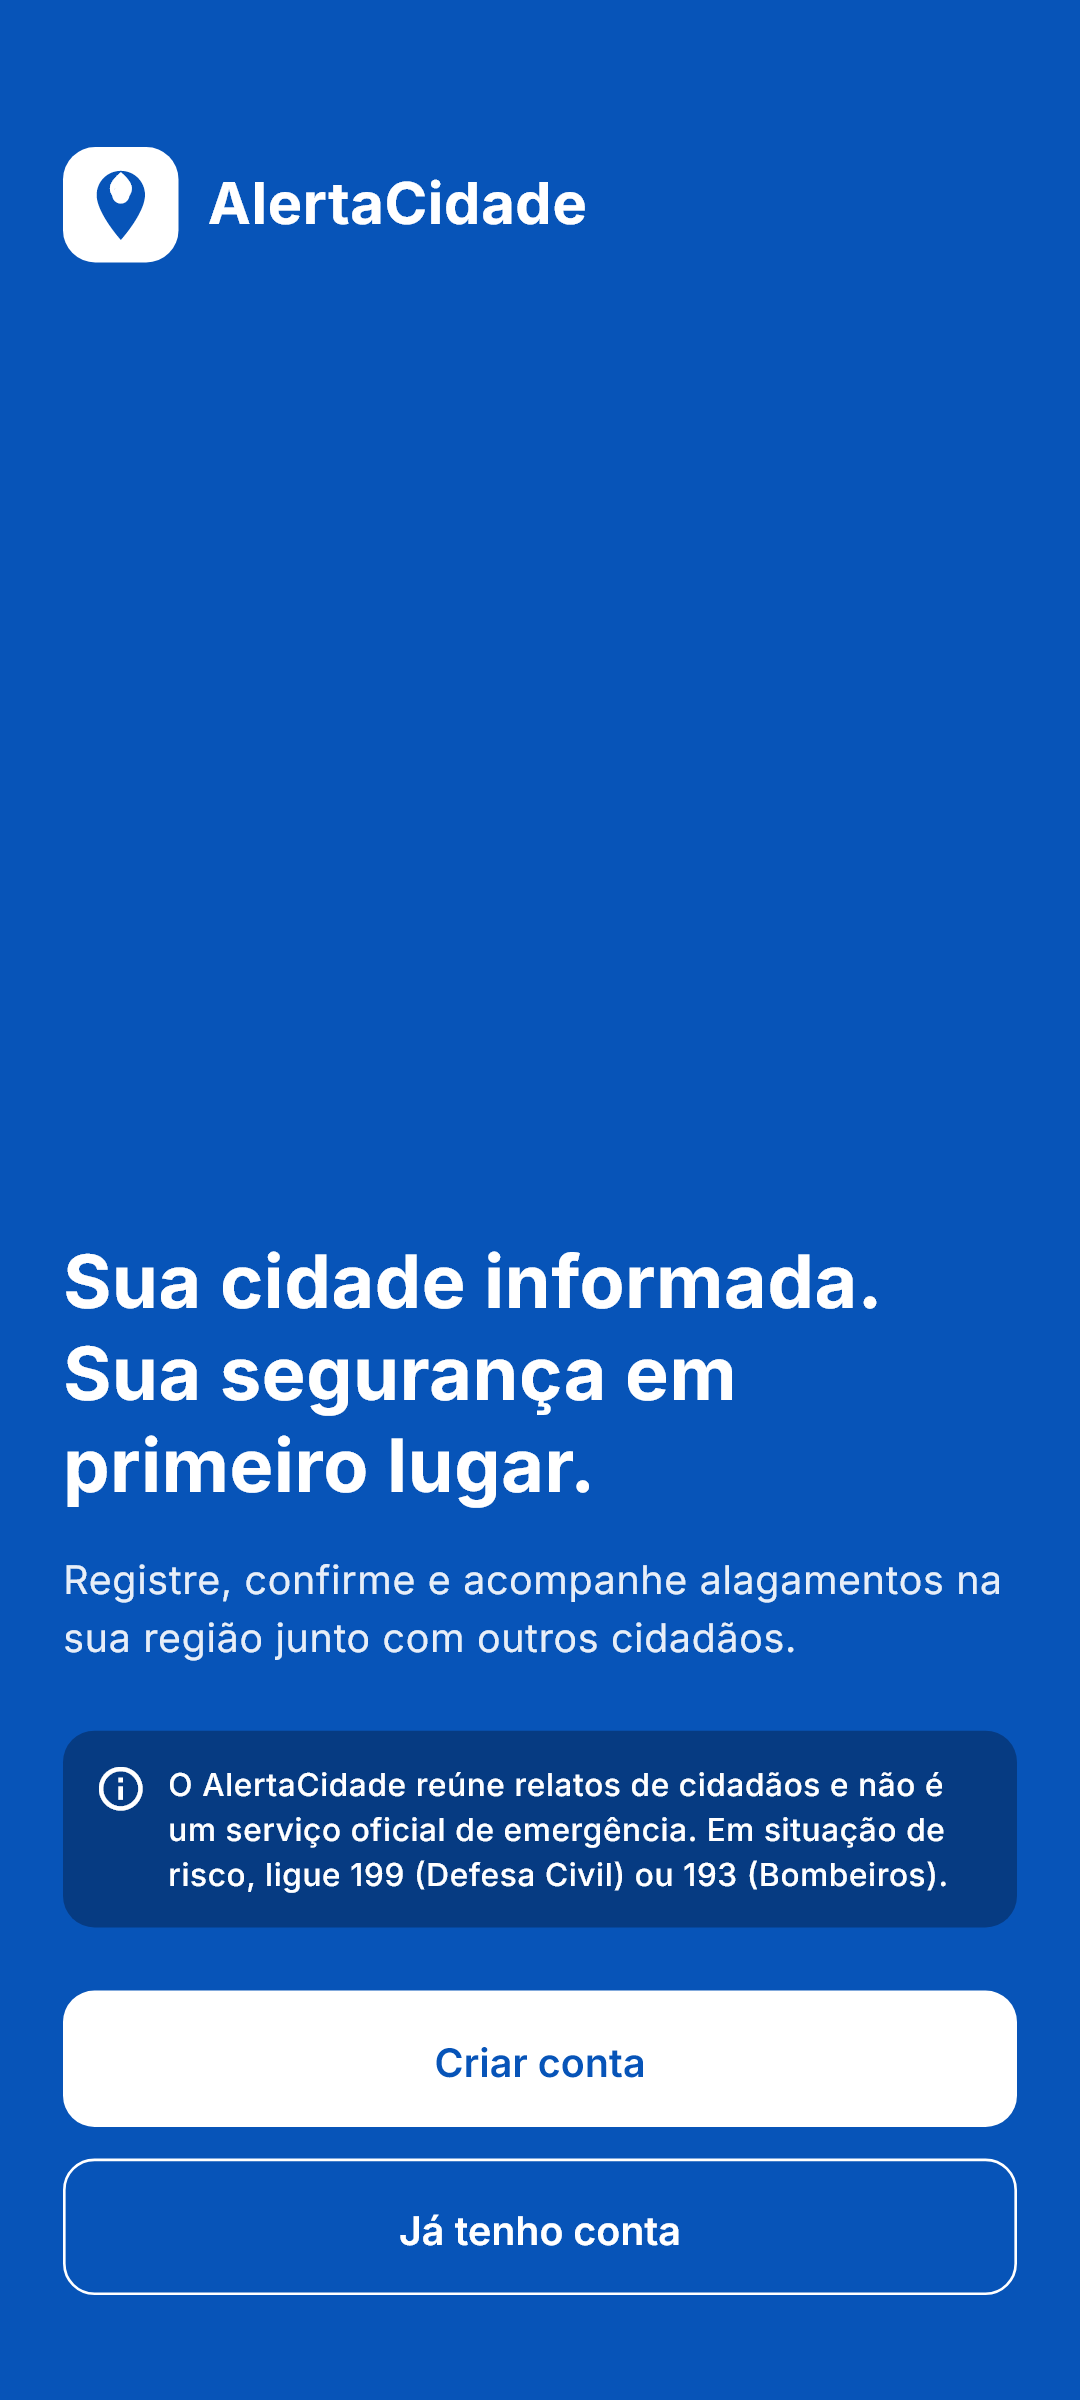 AlertaCidade
Sua cidade informada.
Sua segurança em
primeiro lugar.
Registre, confirme e acompanhe alagamentos na
sua região junto com outros cidadãos.
O AlertaCidade reúne relatos de cidadãos e não é
um serviço oficial de emergência. Em situação de
risco, ligue 199 (Defesa Civil) ou 193 (Bombeiros).
Criar conta
Já tenho conta